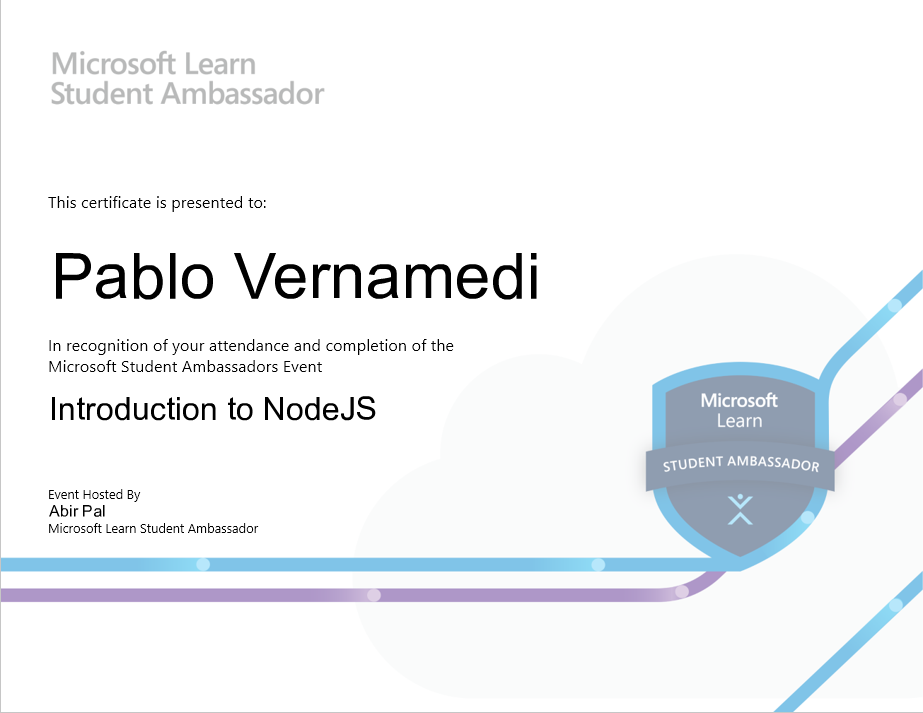 Microsoft Learn
Student Ambassador
This certificate is presented to:
Pablo Vernamedi
In recognition of your attendance and completion of the
Microsoft Student Ambassadors Event
Introduction to NodeJS
Microsoft
Learn
STUDENT AMBASSADOR
Event Hosted By
Abir Pal
Microsoft Learn Student Ambassador